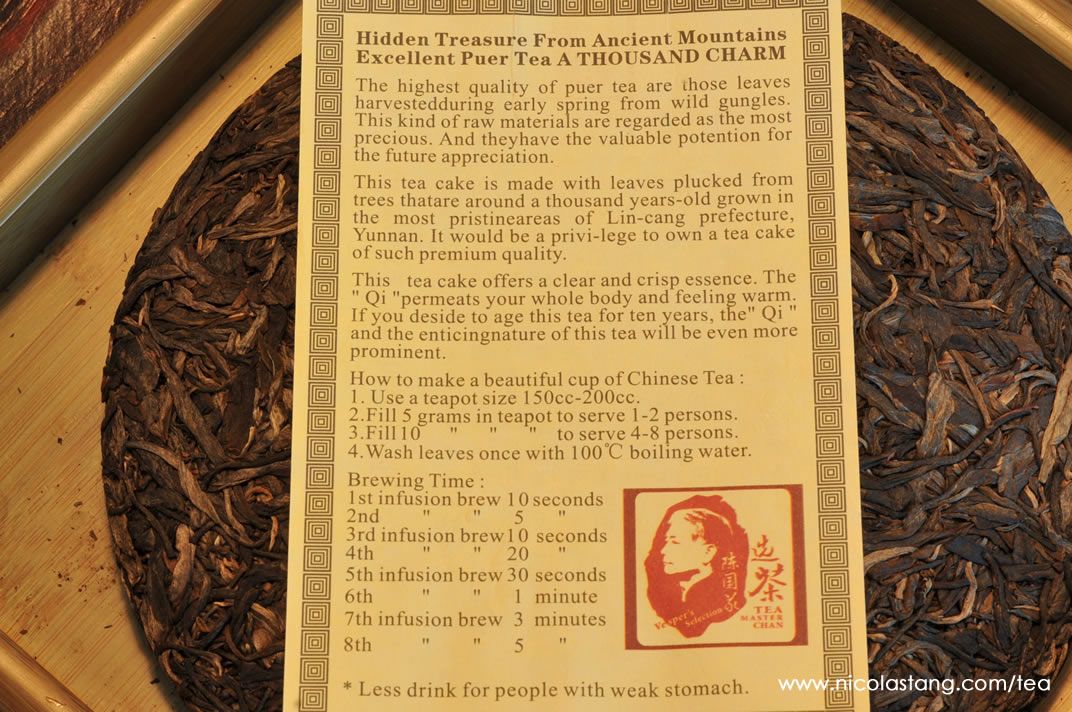 Hidden Treasure From Ancient Mountains
Excellent Puer Tea A THOUSAND CHARM
The highest quality of puer tea are those leaves
harvestedduring early spring from wild gungles.
This kind of raw materials are regarded as the most
precious. And theyhave the valuable potention for
the future appreciation.
This tea cake is made with leaves plucked from
trees thatare around a thousand years-old grown in
the most pristineareas of Lin-cang prefecture,
Yunnan. It would be a privi-lege to own a tea cake
of such premium quality.
This tea cake offers a clear and crisp essence. The
" Qi "permeats your whole body and feeling warm.
If you deside to age this tea for ten years, the" Qi "
and the enticingnature of this tea will be even more
prominent.
How to make a beautiful cup of Chinese Tea :
1. Use a teapot size 150cc-200cc.
2.Fill 5 grams in teapot to serve 1-2 persons.
3.Fill 10 " " " to serve 4-8 persons.
4.Wash leaves once with 100℃ boiling water.
Brewing Time :
1st infusion brew 10 seconds
2nd " " 5 "
3rd infusion brew 10 seconds
4th " " 20 "
5th infusion brew 30 seconds
6th " " 1 minute
7th infusion brew 3 minutes
8th " " 5 "
* Less drink for people with weak stomach.
陈国
Vesper's
Selection
茶
TEA
MASTER
CHAN
www.nicolastang.com/tea